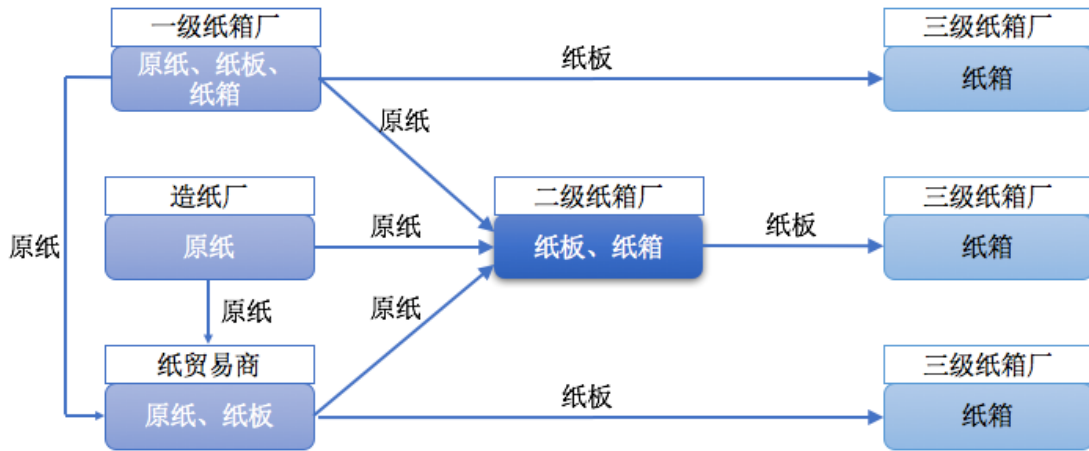 一级纸箱厂
原纸、纸板、
纸箱
纸板
三级纸箱厂
纸箱
原纸
造纸厂
原纸
原纸
原纸
二级纸箱厂
纸板、纸箱
纸板
三级纸箱厂
纸箱
原纸
原纸
纸贸易商
原纸、纸板
纸板
三级纸箱厂
纸箱